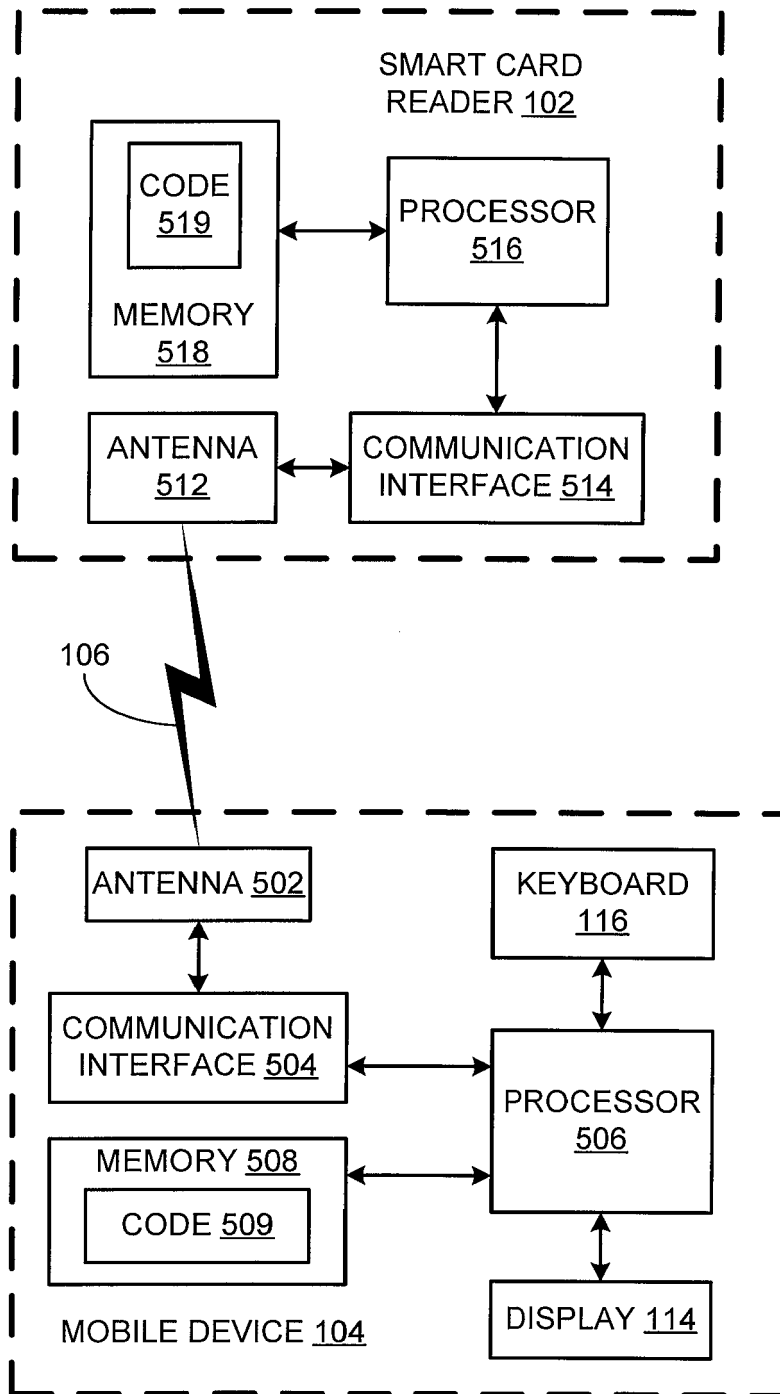 SMART CARD
READER 102
CODE
519
MEMORY
518
PROCESSOR
516
ANTENNA
512
COMMUNICATION
INTERFACE 514
106
ANTENNA 502
KEYBOARD
116
COMMUNICATION
INTERFACE 504
PROCESSOR
506
MEMORY 508
CODE 509
MOBILE DEVICE 104
DISPLAY 114